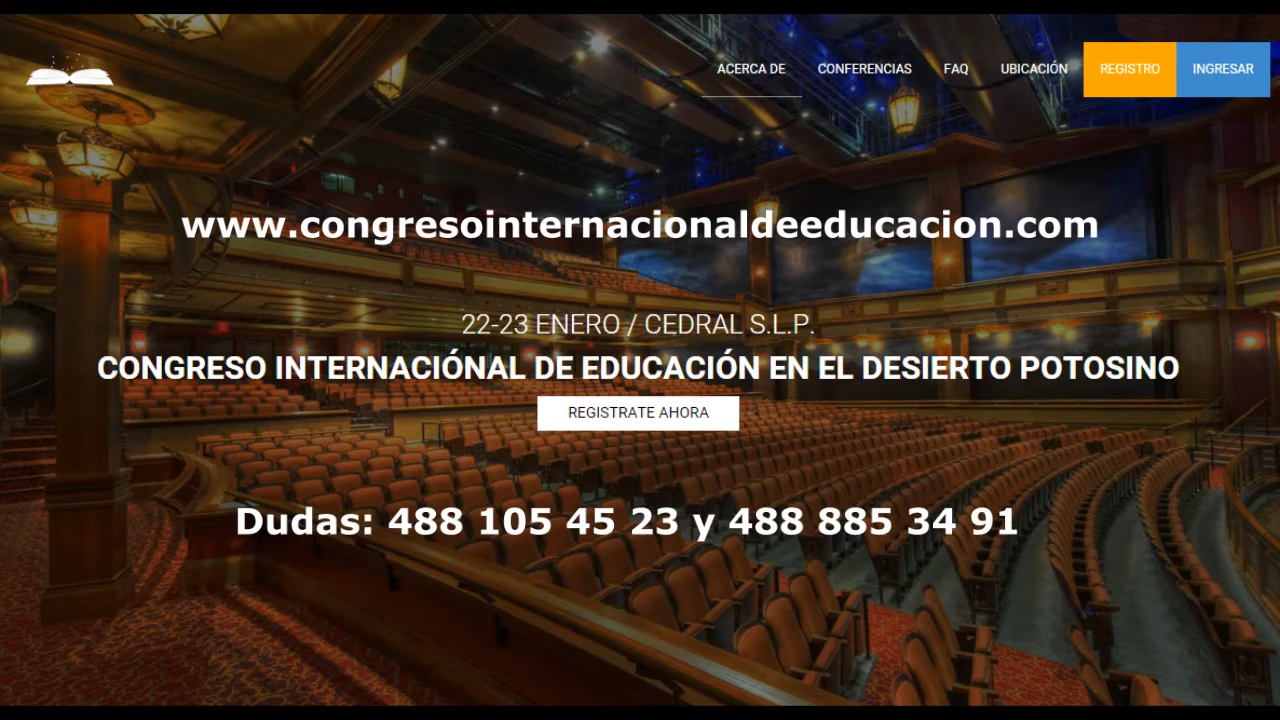 ACERCA DE CONFERENCIAS FAQ UBICACIÓN REGISTRO INGRESAR
www.congresointernacionaldeeducacion.com
22-23 ENERO / CEDRAL S.L.P.
CONGRESO INTERNACIÓNAL DE EDUCACIÓN EN EL DESIERTO POTOSINO
REGISTRATE AHORA
Dudas: 488 105 45 23 y 488 885 34 91